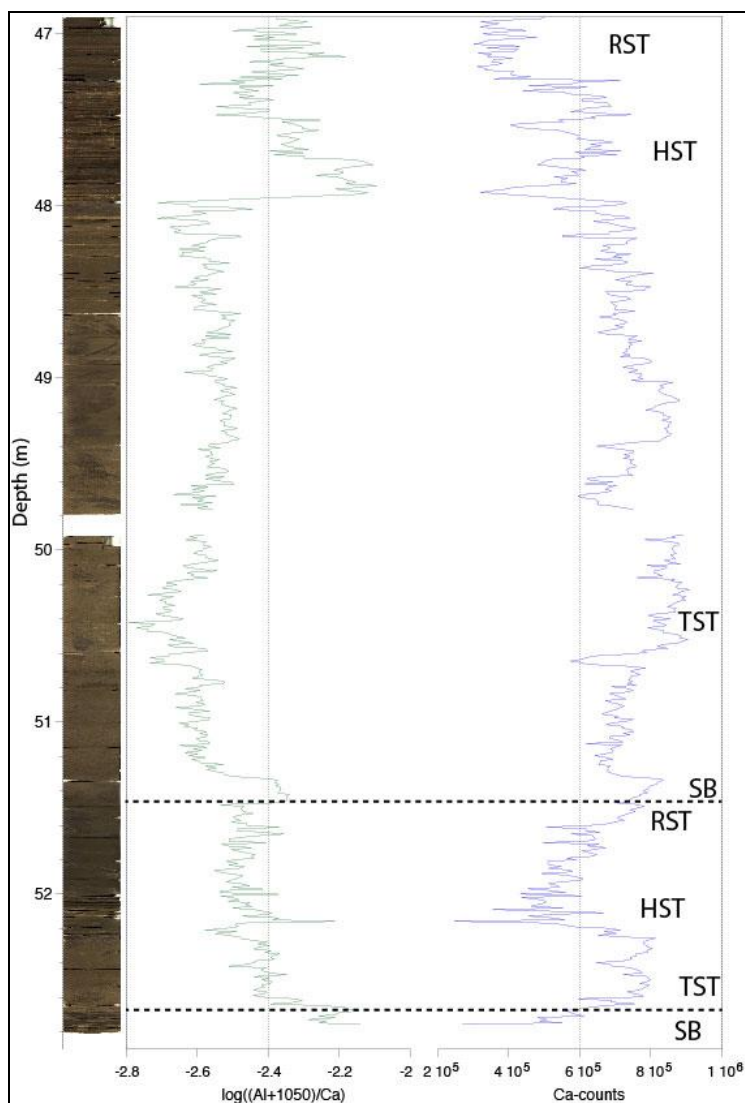 47
RST
HST
48
49
Depth (m)
50
TST
51
SB
RST
52
HST
TST
SB
-2.8 -2.6 -2.4 -2.2 -2 2 10⁵ 4 10⁵ 6 10⁵ 8 10⁵ 1 10⁶
log((Al+1050)/Ca) Ca-counts